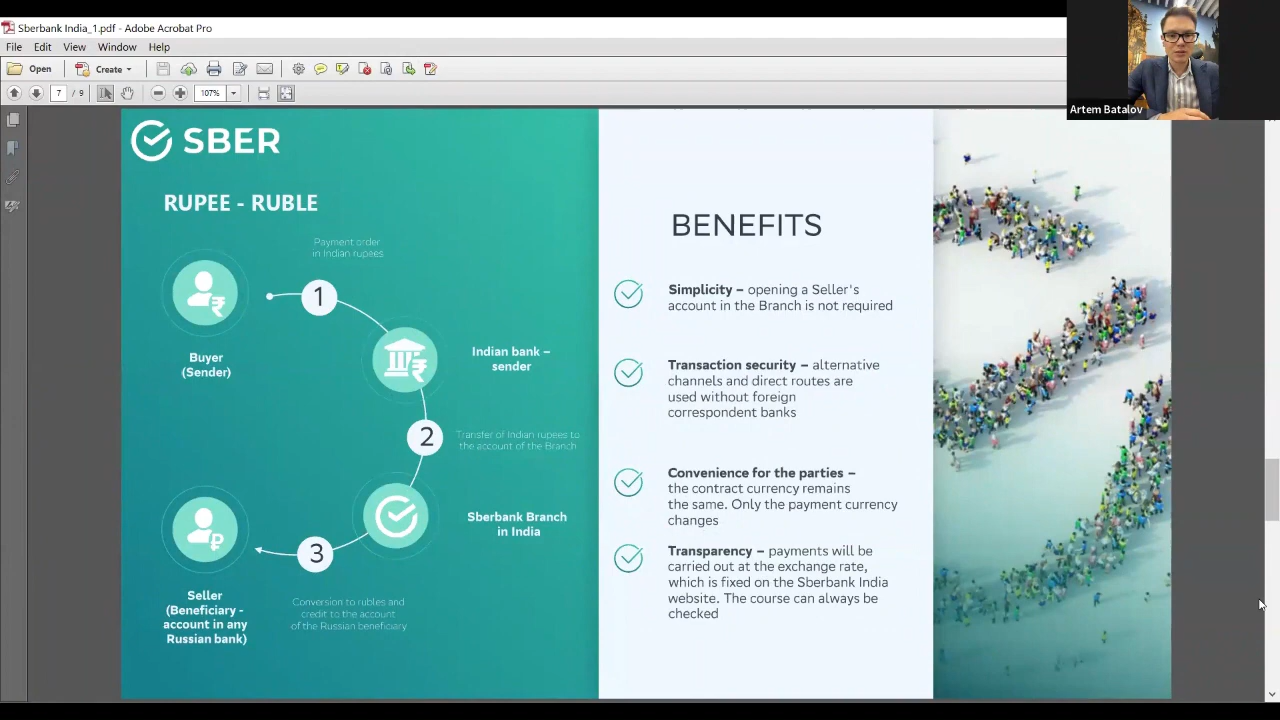 Sberbank India_1.pdf - Adobe Acrobat Pro
File Edit View Window Help
Open Create
7 / 9 107%
Artem Batalov
SBER
RUPEE - RUBLE
Payment order
in Indian rupees
1
Buyer
(Sender)
Indian bank –
sender
2
Transfer of Indian rupees to
the account of the Branch
Sberbank Branch
in India
3
Seller
(Beneficiary -
account in any
Russian bank)
Conversion to rubles and
credit to the account
of the Russian beneficiary
BENEFITS
Simplicity – opening a Seller's
account in the Branch is not required
Transaction security – alternative
channels and direct routes are
used without foreign
correspondent banks
Convenience for the parties –
the contract currency remains
the same. Only the payment currency
changes
Transparency – payments will be
carried out at the exchange rate,
which is fixed on the Sberbank India
website. The course can always be
checked